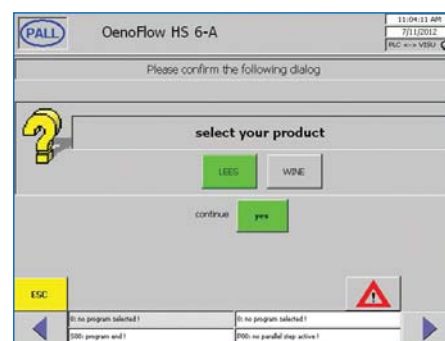 PALL
OenoFlow HS 6-A
11:04:11 AM
7/11/2012
PLC <-> VISU
Please confirm the following dialog
select your product
LEES
WINE
continue
yes
ESC
0: no program selected !
0: no program selected !
S00: program end !
P00: no parallel step active !